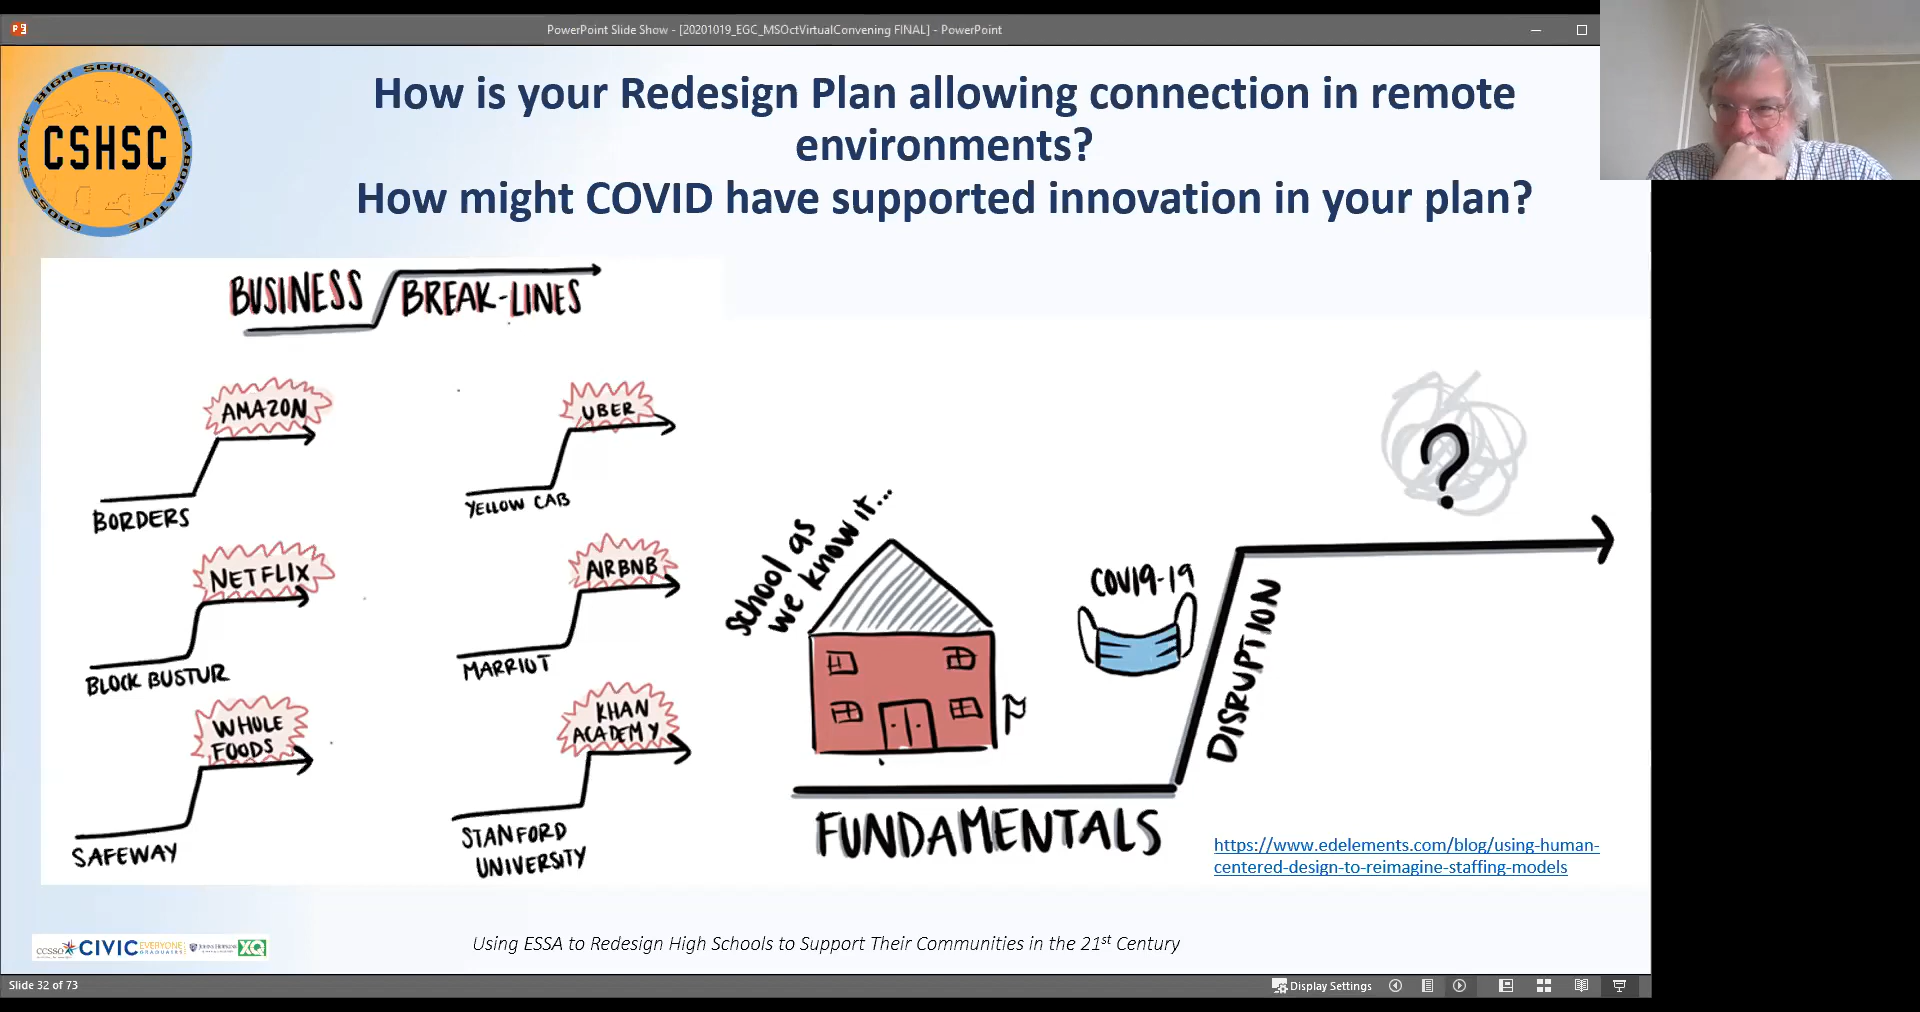 PowerPoint Slide Show - [20201019_EGC_MSOctVirtualConvening FINAL] - PowerPoint
CROSS STATE HIGH SCHOOL COLLABORATIVE
CSHSC
How is your Redesign Plan allowing connection in remote
environments?
How might COVID have supported innovation in your plan?
BUSINESS BREAK-LINES
AMAZON
BORDERS
UBER
YELLOW CAB
NETFLIX
BLOCK BUSTUR
AIRBNB
MARRIOT
WHOLE
FOODS
SAFEWAY
KHAN
ACADEMY
STANFORD
UNIVERSITY
school as
we know it...
FUNDAMENTALS
COVI9-19
DISRUPTION
?
https://www.edelements.com/blog/using-human-
centered-design-to-reimagine-staffing-models
ccsso CIVIC EVERYONE GRADUATES JOHNS HOPKINS XQ
Using ESSA to Redesign High Schools to Support Their Communities in the 21st Century
Slide 32 of 73
Display Settings